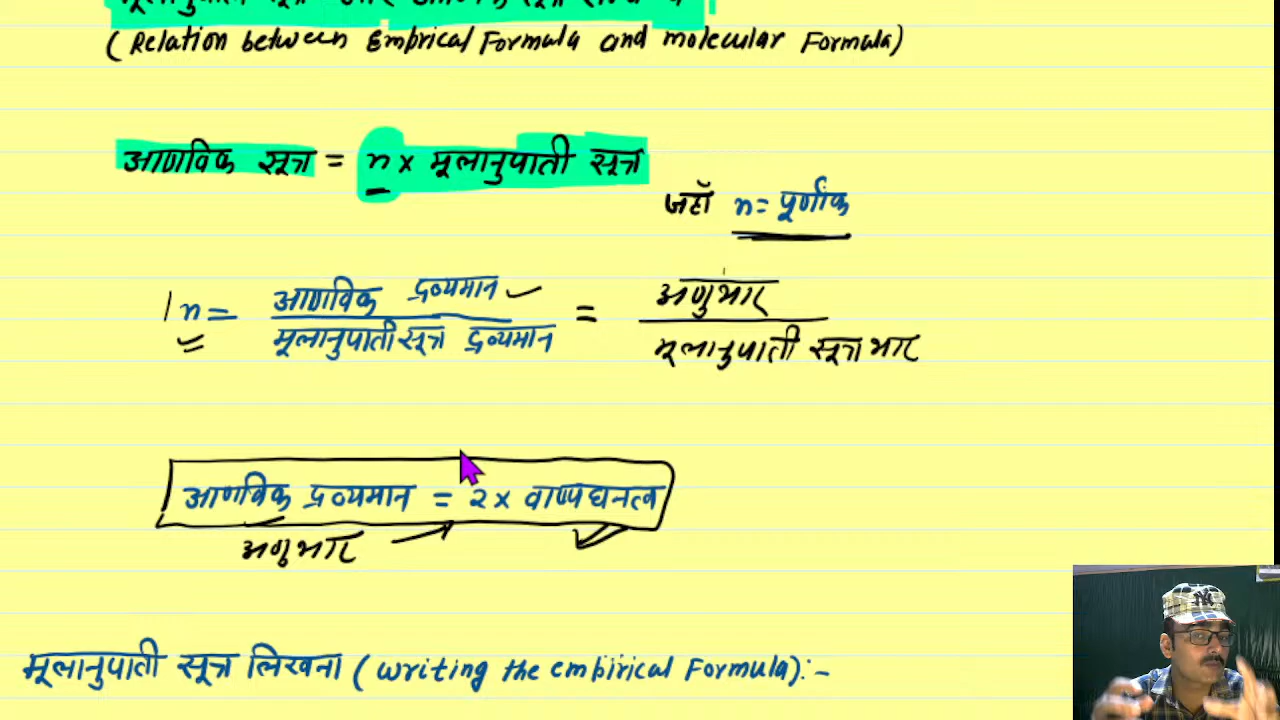 (Relation between Embrical Formula and molecular Formula)
आणविक सूत्र = n × मूलानुपाती सूत्र
जहाँ n = पूर्णांक
n = आणविक द्रव्यमान / मूलानुपाती सूत्र द्रव्यमान = अणुभार / मूलानुपाती सूत्र भार
आणविक द्रव्यमान = 2 × वाष्पघनत्व
अणुभार
मूलानुपाती सूत्र लिखना (writing the embirical Formula):-